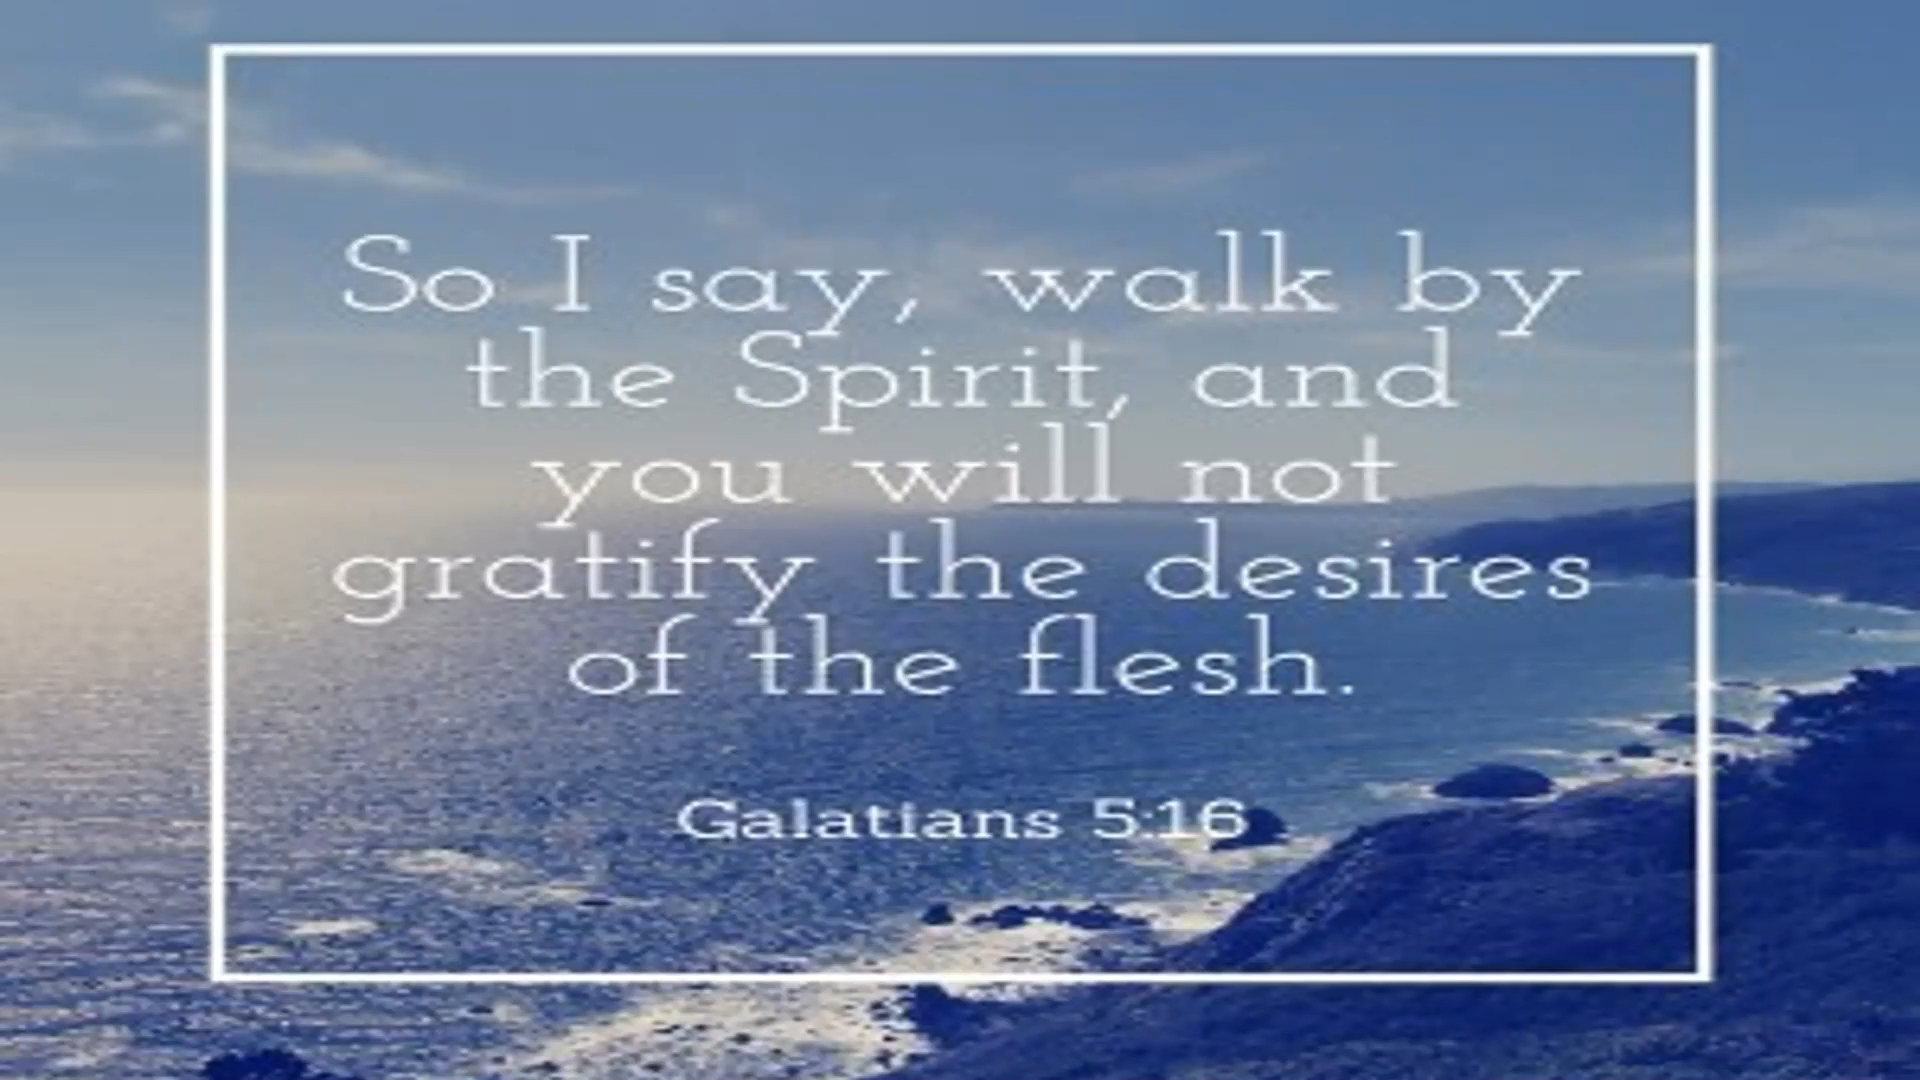 So I say, walk by
the Spirit, and
you will not
gratify the desires
of the flesh.
Galatians 5:16